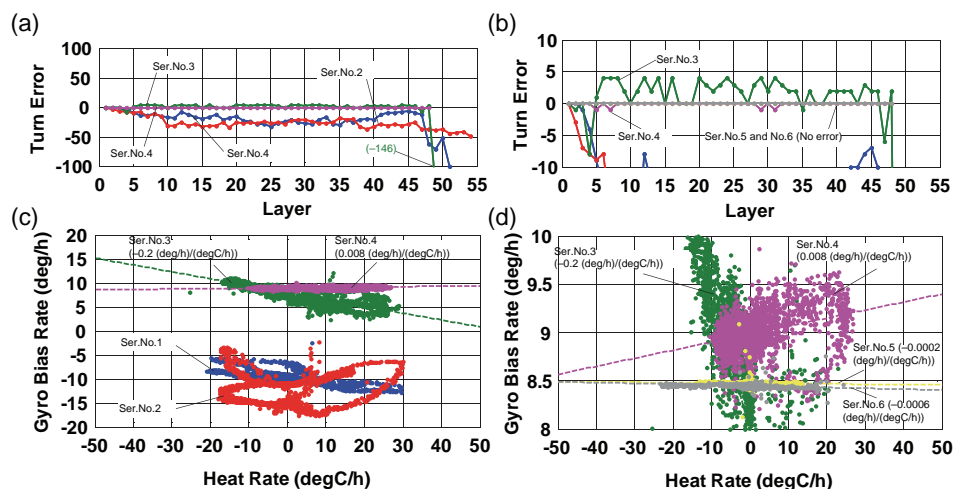 (a)
(b)
100
50
0
-50
-100
Turn Error
Ser.No.3
Ser.No.2
Ser.No.4
Ser.No.4
(−146)
0 5 10 15 20 25 30 35 40 45 50 55
Layer
10
5
0
-5
-10
Turn Error
Ser.No.3
Ser.No.4
Ser.No.5 and No.6 (No error)
0 5 10 15 20 25 30 35 40 45 50 55
Layer
(c)
(d)
20
15
10
5
0
-5
-10
-15
-20
Gyro Bias Rate (deg/h)
Ser.No.3
(−0.2 (deg/h)/(degC/h))
Ser.No.4
(0.008 (deg/h)/(degC/h))
Ser.No.1
Ser.No.2
-50 -40 -30 -20 -10 0 10 20 30 40 50
Heat Rate (degC/h)
10
9.5
9
8.5
8
Gyro Bias Rate (deg/h)
Ser.No.3
(−0.2 (deg/h)/(degC/h))
Ser.No.4
(0.008 (deg/h)/(degC/h))
Ser.No.5 (−0.0002
(deg/h)/(degC/h))
Ser.No.6 (−0.0006
(deg/h)/(degC/h))
-50 -40 -30 -20 -10 0 10 20 30 40 50
Heat Rate (degC/h)